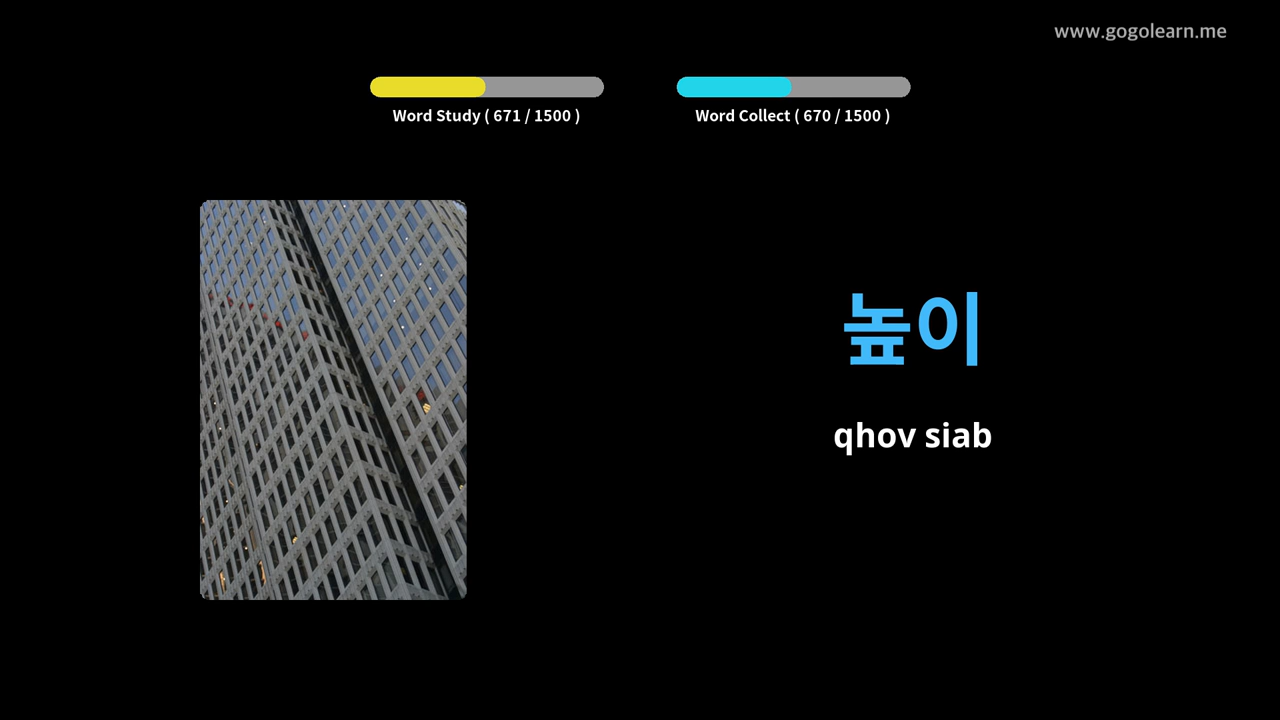 www.gogolearn.me
Word Study ( 671 / 1500 )
Word Collect ( 670 / 1500 )
높이
qhov siab